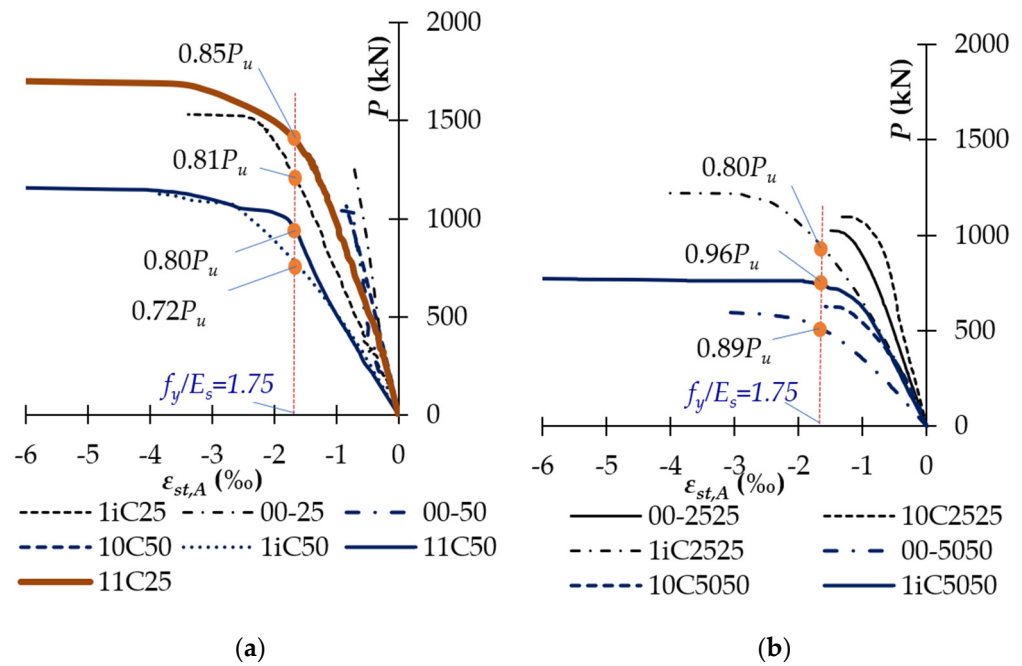 2000
P (kN)
0.85Pu
1500
0.81Pu
1000
0.80Pu
0.72Pu
500
fy/Es=1.75
0
-6 -5 -4 -3 -2 -1 0
εst,A (‰)
1iC25 00-25 00-50
10C50 1iC50 11C50
11C25
(a)
2000
P (kN)
1500
0.80Pu
1000
0.96Pu
500
0.89Pu
fy/Es=1.75
0
-6 -5 -4 -3 -2 -1 0
εst,A (‰)
00-2525 10C2525
1iC2525 00-5050
10C5050 1iC5050
(b)